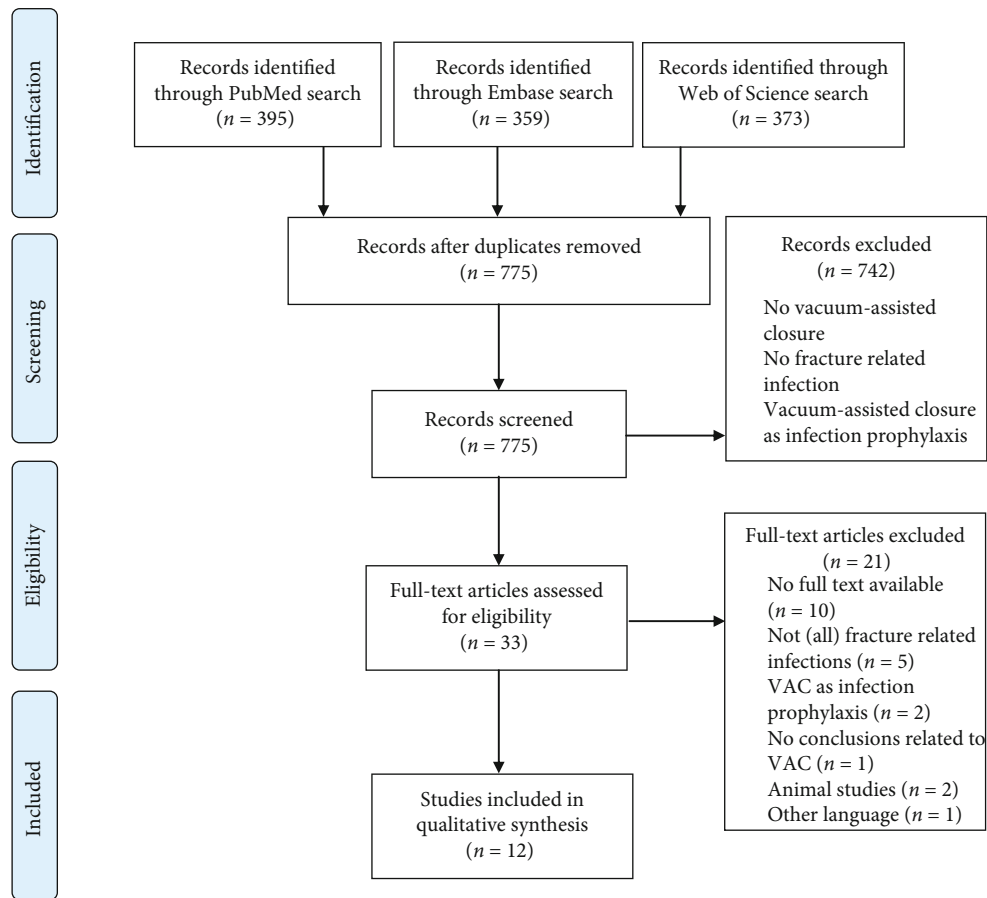 Identification
Records identified
through PubMed search
(n = 395)
Records identified
through Embase search
(n = 359)
Records identified through
Web of Science search
(n = 373)
Screening
Records after duplicates removed
(n = 775)
Records excluded
(n = 742)
No vacuum-assisted
closure
No fracture related
infection
Vacuum-assisted closure
as infection prophylaxis
Records screened
(n = 775)
Eligibility
Full-text articles assessed
for eligibility
(n = 33)
Full-text articles excluded
(n = 21)
No full text available
(n = 10)
Not (all) fracture related
infections (n = 5)
VAC as infection
prophylaxis (n = 2)
No conclusions related to
VAC (n = 1)
Animal studies (n = 2)
Other language (n = 1)
Included
Studies included in
qualitative synthesis
(n = 12)